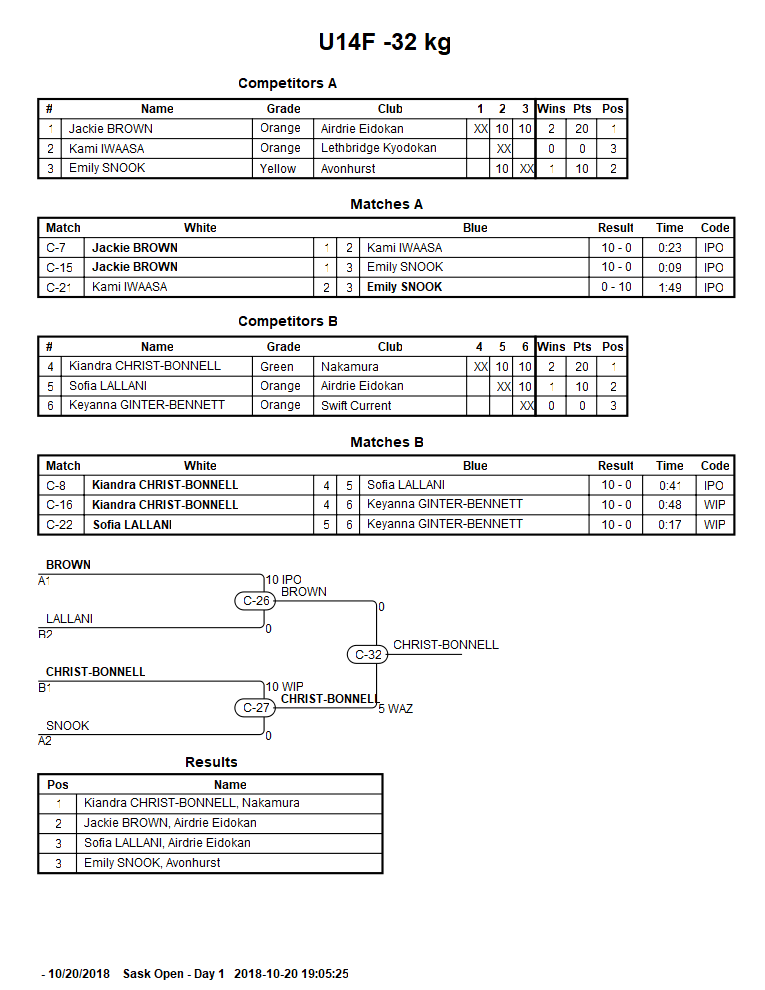 U14F -32 kg
Competitors A
# Name Grade Club 1 2 3 Wins Pts Pos
1 Jackie BROWN Orange Airdrie Eidokan XX 10 10 2 20 1
2 Kami IWAASA Orange Lethbridge Kyodokan XX 0 0 3
3 Emily SNOOK Yellow Avonhurst 10 XX 1 10 2
Matches A
Match White Blue Result Time Code
C-7 Jackie BROWN 1 2 Kami IWAASA 10 - 0 0:23 IPO
C-15 Jackie BROWN 1 3 Emily SNOOK 10 - 0 0:09 IPO
C-21 Kami IWAASA 2 3 Emily SNOOK 0 - 10 1:49 IPO
Competitors B
# Name Grade Club 4 5 6 Wins Pts Pos
4 Kiandra CHRIST-BONNELL Green Nakamura XX 10 10 2 20 1
5 Sofia LALLANI Orange Airdrie Eidokan XX 10 1 10 2
6 Keyanna GINTER-BENNETT Orange Swift Current XX 0 0 3
Matches B
Match White Blue Result Time Code
C-8 Kiandra CHRIST-BONNELL 4 5 Sofia LALLANI 10 - 0 0:41 IPO
C-16 Kiandra CHRIST-BONNELL 4 6 Keyanna GINTER-BENNETT 10 - 0 0:48 WIP
C-22 Sofia LALLANI 5 6 Keyanna GINTER-BENNETT 10 - 0 0:17 WIP
BROWN
A1 10 IPO
C-26 BROWN
0
LALLANI
B2 0
C-32 CHRIST-BONNELL
CHRIST-BONNELL
B1 10 WIP
C-27 CHRIST-BONNELL
5 WAZ
SNOOK
A2 0
Results
Pos Name
1 Kiandra CHRIST-BONNELL, Nakamura
2 Jackie BROWN, Airdrie Eidokan
3 Sofia LALLANI, Airdrie Eidokan
3 Emily SNOOK, Avonhurst
- 10/20/2018 Sask Open - Day 1 2018-10-20 19:05:25